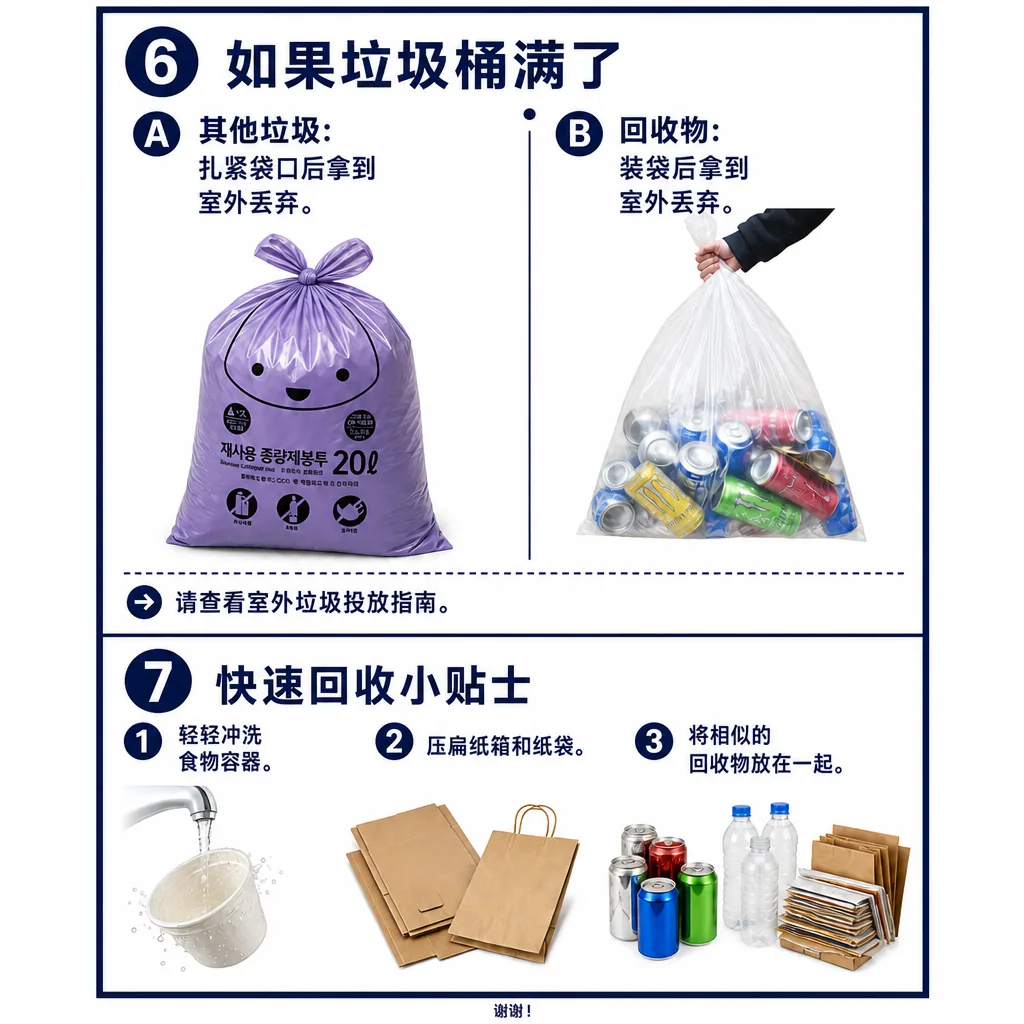 6 如果垃圾桶满了
A 其他垃圾：
扎紧袋口后拿到
室外丢弃。
재사용 종량제봉투 20ℓ
B 回收物：
装袋后拿到
室外丢弃。
→ 请查看室外垃圾投放指南。
7 快速回收小贴士
1 轻轻冲洗
食物容器。
2 压扁纸箱和纸袋。
3 将相似的
回收物放在一起。
谢谢！